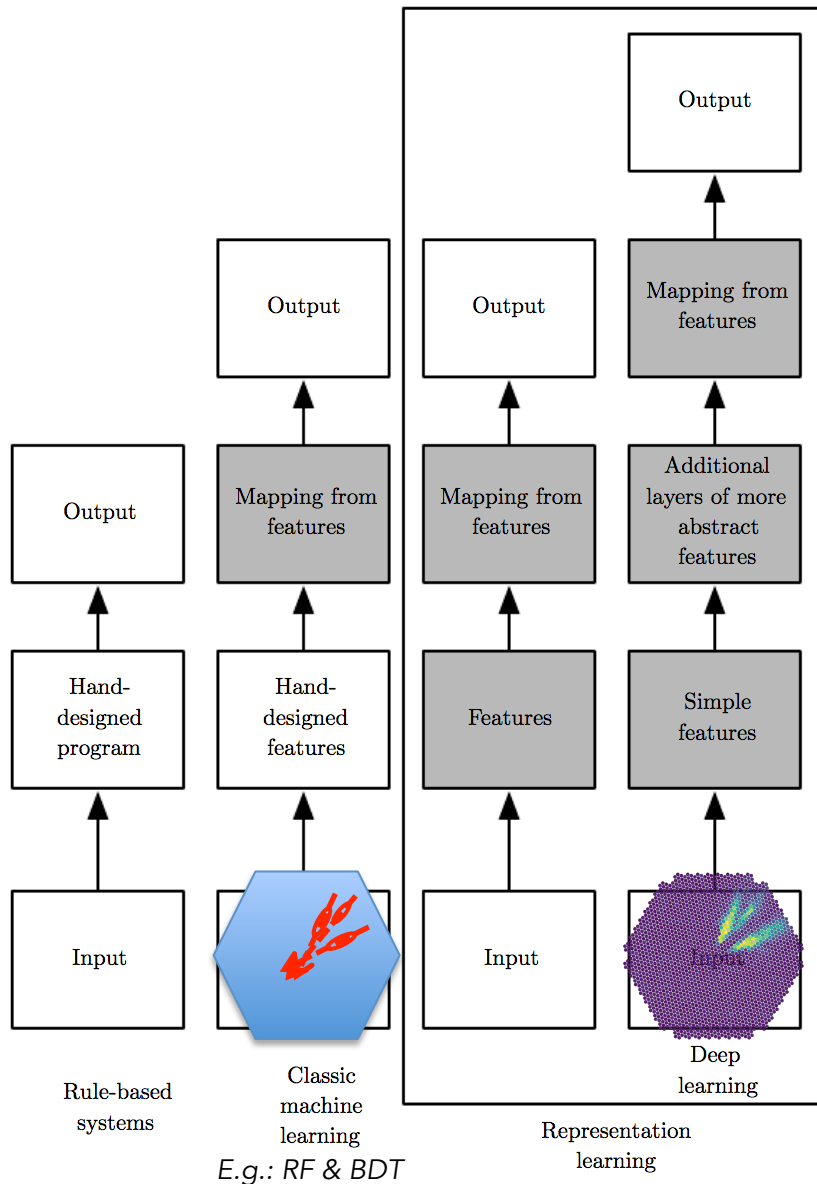 Output
Output
Output
Mapping from
features
Output
Mapping from
features
Mapping from
features
Additional
layers of more
abstract
features
Hand-
designed
program
Hand-
designed
features
Features
Simple
features
Input
Input
Input
Rule-based
systems
Classic
machine
learning
E.g.: RF & BDT
Representation
learning
Deep
learning